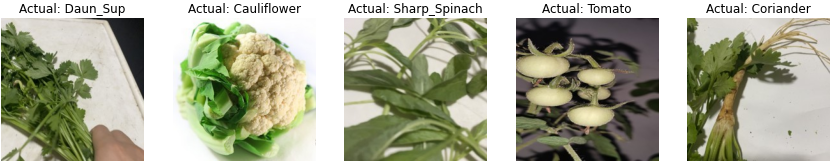 Actual: Daun_Sup
Actual: Cauliflower
Actual: Sharp_Spinach
Actual: Tomato
Actual: Coriander